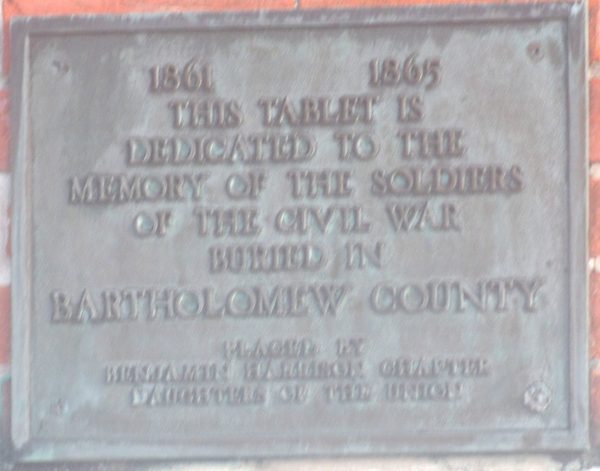 1861 1865
THIS TABLET IS
DEDICATED TO THE
MEMORY OF THE SOLDIERS
OF THE CIVIL WAR
BURIED IN
BARTHOLOMEW COUNTY
PLACED BY
BENJAMIN HARRISON CHAPTER
DAUGHTERS OF THE UNION